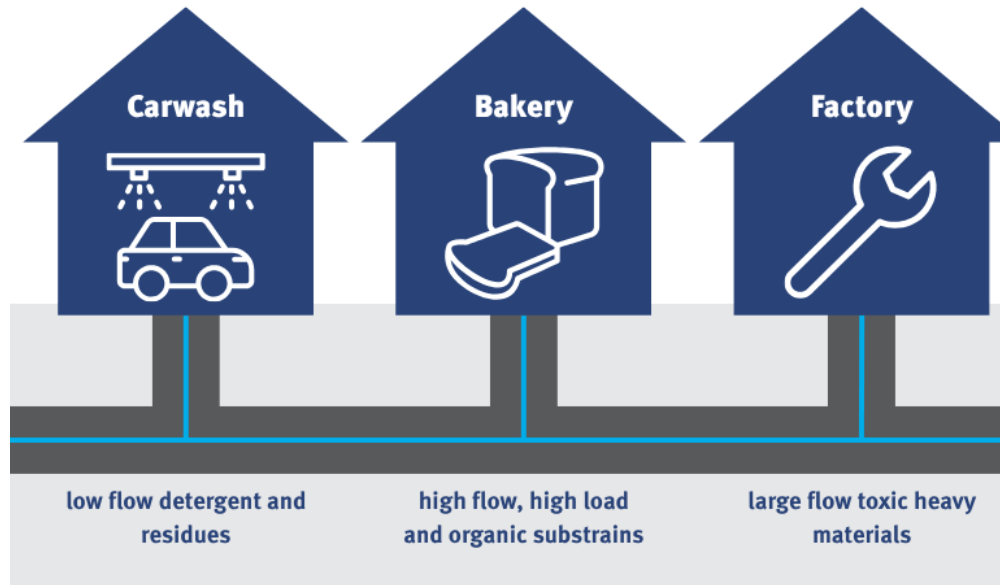 Carwash
Bakery
Factory
low flow detergent and
residues
high flow, high load
and organic substrains
large flow toxic heavy
materials